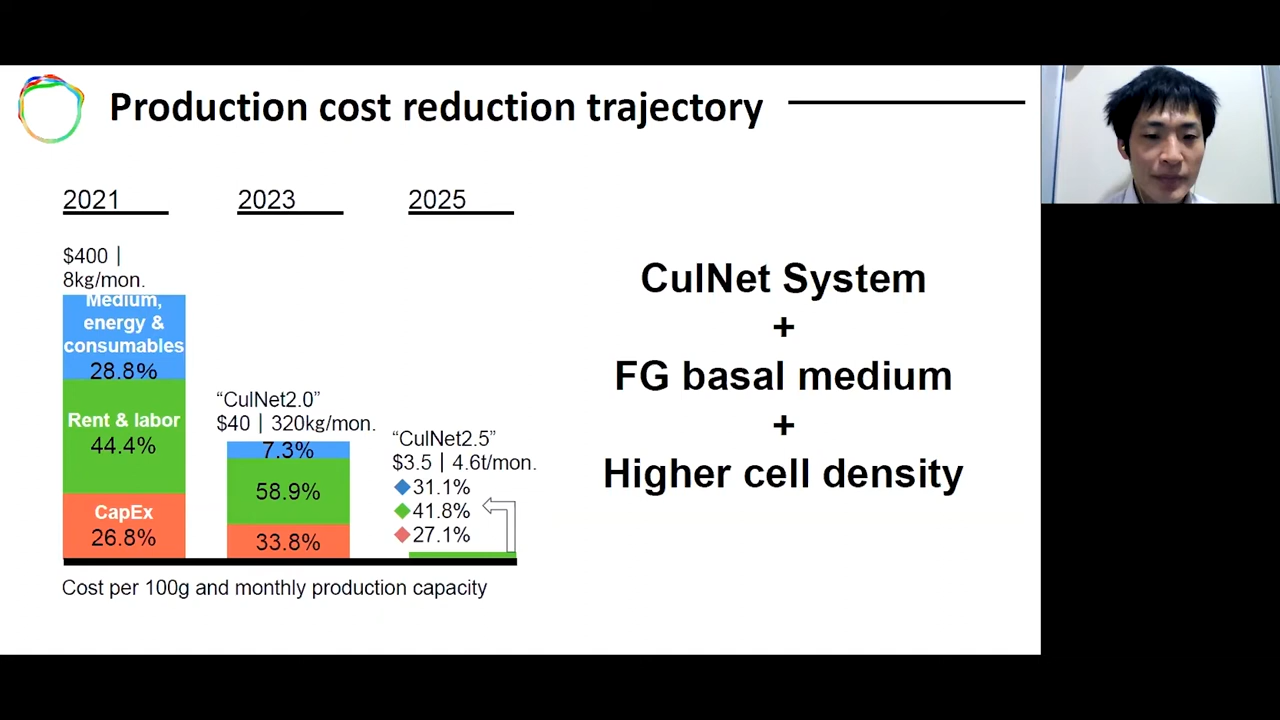 Production cost reduction trajectory
2021
2023
2025
$400 |
8kg/mon.
Medium,
energy &
consumables
28.8%
Rent & labor
44.4%
CapEx
26.8%
“CulNet2.0”
$40 | 320kg/mon.
7.3%
58.9%
33.8%
“CulNet2.5”
$3.5 | 4.6t/mon.
31.1%
41.8%
27.1%
Cost per 100g and monthly production capacity
CulNet System
+
FG basal medium
+
Higher cell density